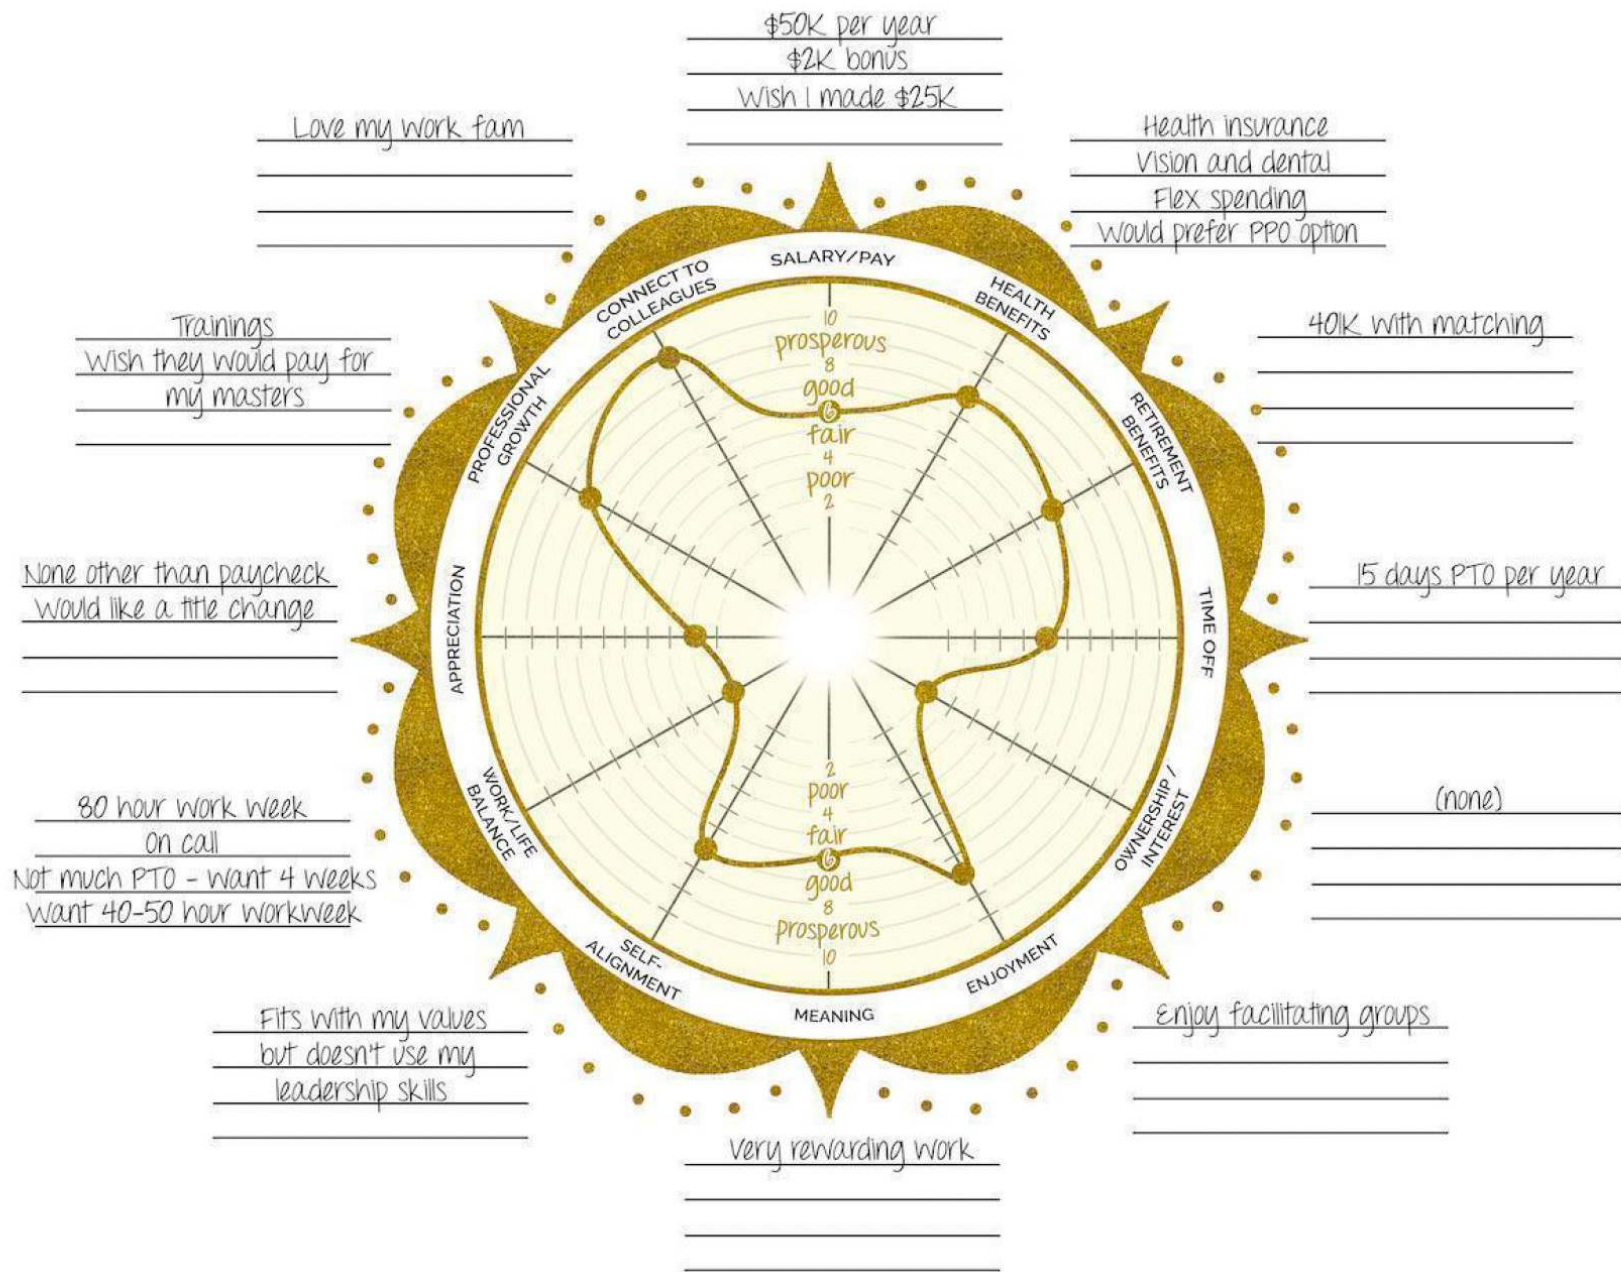 $50K per year
$2K bonus
Wish I made $25K
Love my work fam
Health insurance
Vision and dental
Flex spending
Would prefer PPO option
Trainings
Wish they would pay for
my masters
401K with matching
None other than paycheck
Would like a title change
15 days PTO per year
80 hour work week
On call
Not much PTO - Want 4 weeks
Want 40-50 hour workweek
(none)
Fits with my values
but doesn't use my
leadership skills
Enjoy facilitating groups
Very rewarding work
SALARY/PAY
HEALTH
BENEFITS
RETIREMENT
BENEFITS
TIME OFF
OWNERSHIP /
INTEREST
ENJOYMENT
MEANING
SELF-
ALIGNMENT
WORK/LIFE
BALANCE
APPRECIATION
PROFESSIONAL
GROWTH
CONNECT TO
COLLEAGUES
10
prosperous
8
good
6
fair
4
poor
2
2
poor
4
fair
6
good
8
prosperous
10